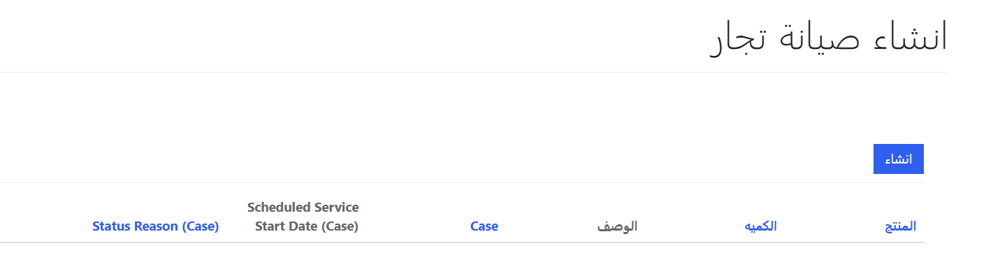 انشاء صيانة تجار
انشاء
المنتج
الكميه
الوصف
Case
Scheduled Service
Start Date (Case)
Status Reason (Case)